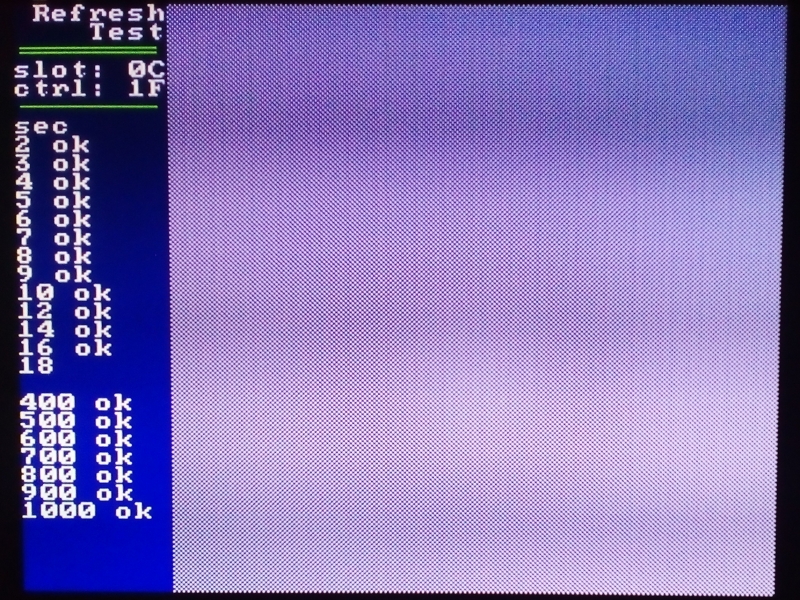 Refresh
Test
slot: 0C
ctrl: 1F
sec
2 ok
3 ok
4 ok
5 ok
6 ok
7 ok
8 ok
9 ok
10 ok
12 ok
14 ok
16 ok
18
400 ok
500 ok
600 ok
700 ok
800 ok
900 ok
1000 ok